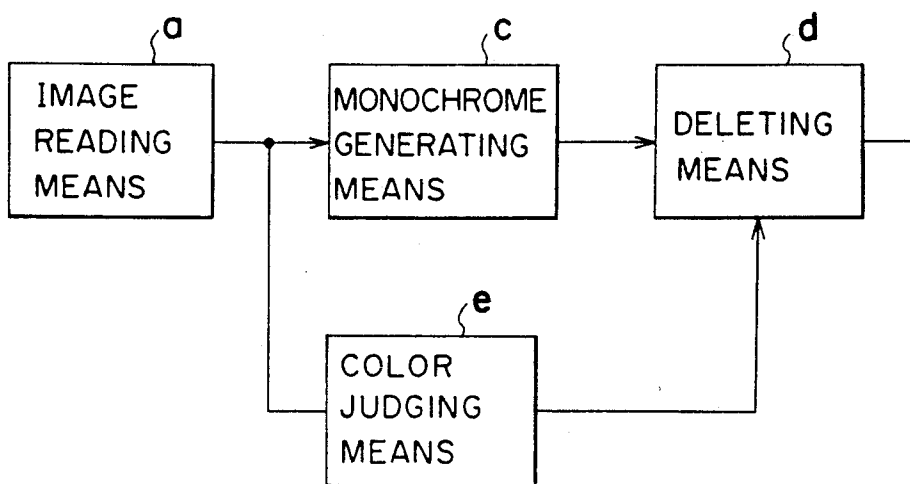 a
IMAGE
READING
MEANS
c
MONOCHROME
GENERATING
MEANS
d
DELETING
MEANS
e
COLOR
JUDGING
MEANS